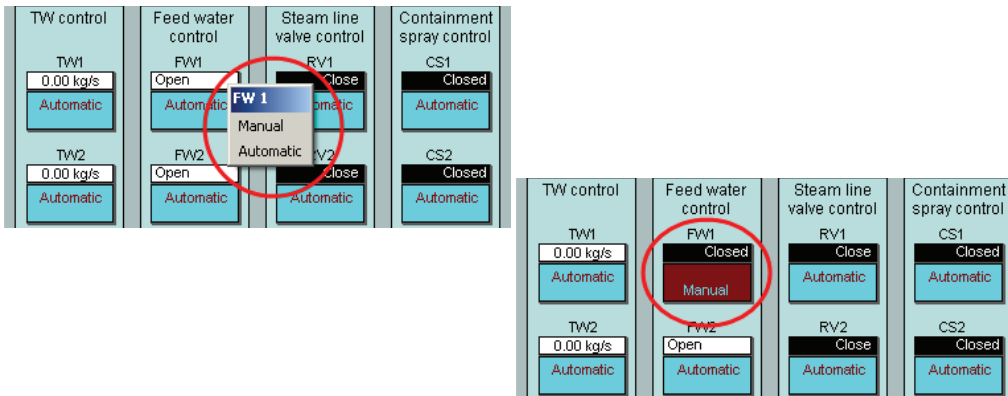 TW control
Feed water
control
Steam line
valve control
Containment
spray control
TW1
FW1
RV1
CS1
0.00 kg/s
Open
Close
Closed
Automatic
Automatic
Automatic
FW 1
Manual
Automatic
TW2
FW2
RV2
CS2
0.00 kg/s
Open
Close
Closed
Automatic
Automatic
Automatic
Automatic
TW control
Feed water
control
Steam line
valve control
Containment
spray control
TW1
FW1
RV1
CS1
0.00 kg/s
Closed
Close
Closed
Automatic
Manual
Automatic
Automatic
TW2
FW2
RV2
CS2
0.00 kg/s
Open
Close
Closed
Automatic
Automatic
Automatic
Automatic